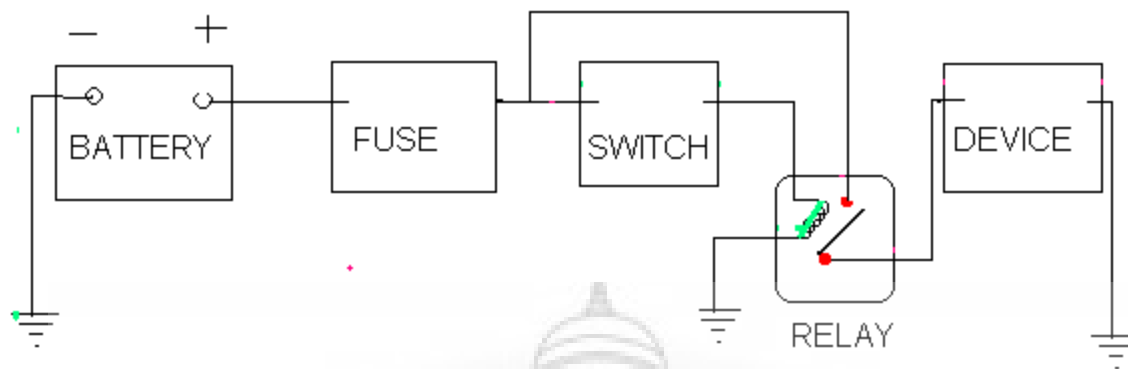 − +
BATTERY
FUSE
SWITCH
DEVICE
RELAY